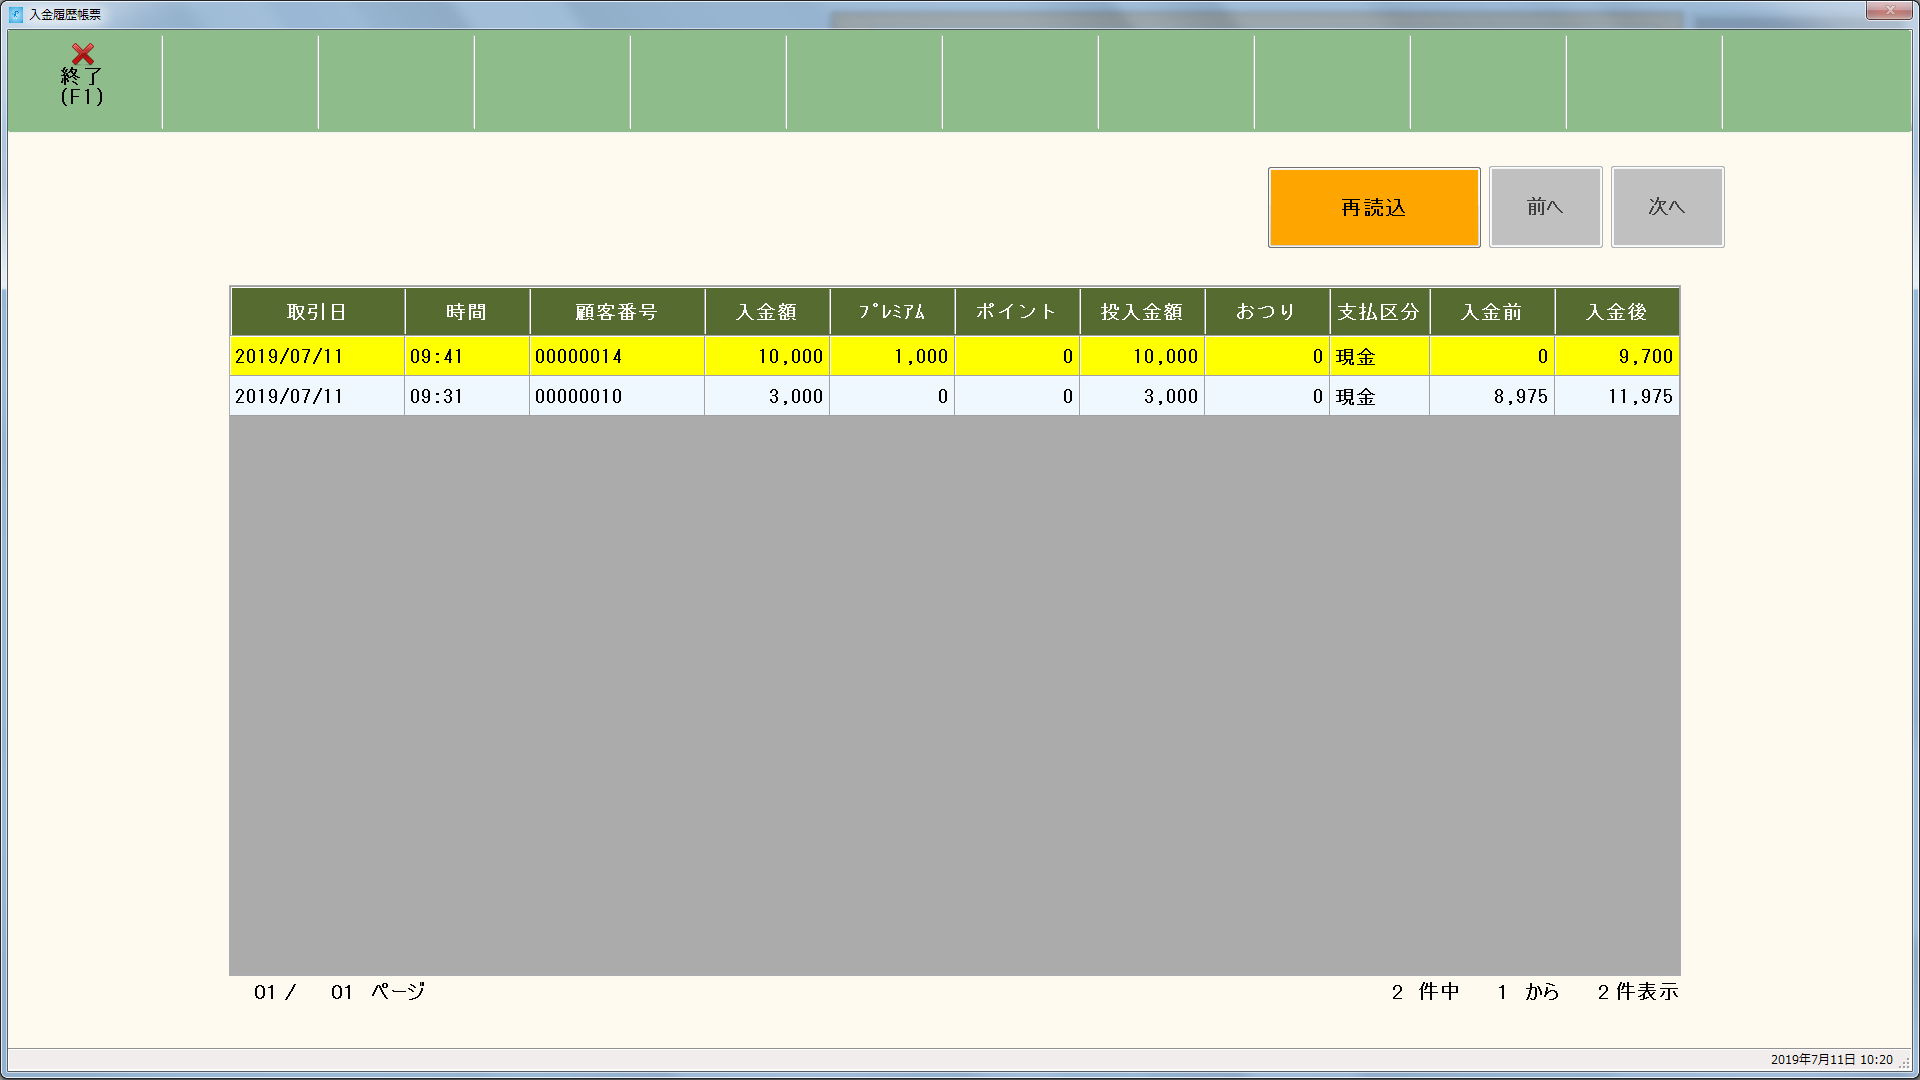 入金履歴帳票
終了
(F1)
再読込 前へ 次へ
取引日 時間 顧客番号 入金額 ﾌﾟﾚﾐｱﾑ ポイント 投入金額 おつり 支払区分 入金前 入金後
2019/07/11 09:41 00000014 10,000 1,000 0 10,000 0 現金 0 9,700
2019/07/11 09:31 00000010 3,000 0 0 3,000 0 現金 8,975 11,975
01 / 01 ページ 2 件中 1 から 2 件表示
2019年7月11日 10:20